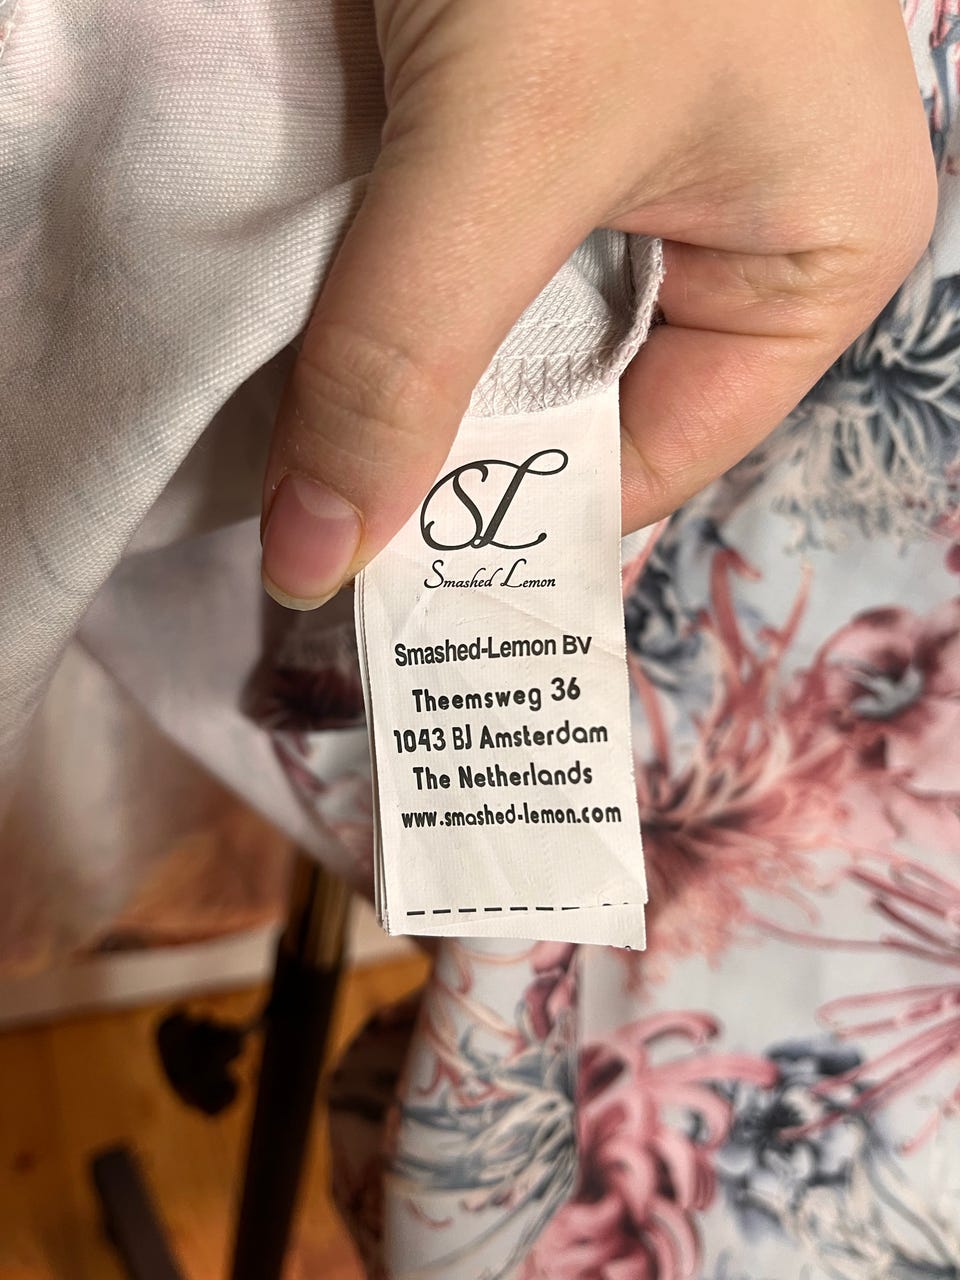 SL
Smashed Lemon
Smashed-Lemon BV
Theemsweg 36
1043 BJ Amsterdam
The Netherlands
www.smashed-lemon.com